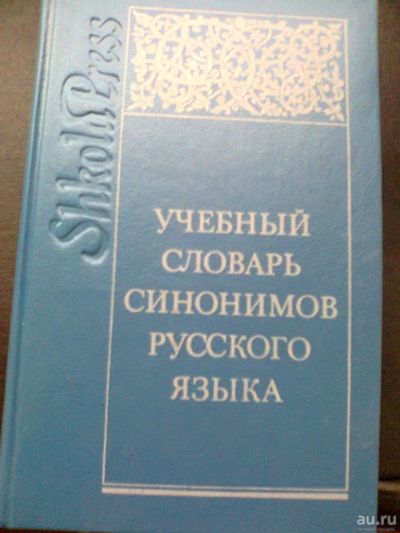 Shkola Press
УЧЕБНЫЙ
СЛОВАРЬ
СИНОНИМОВ
РУССКОГО
ЯЗЫКА
au.ru